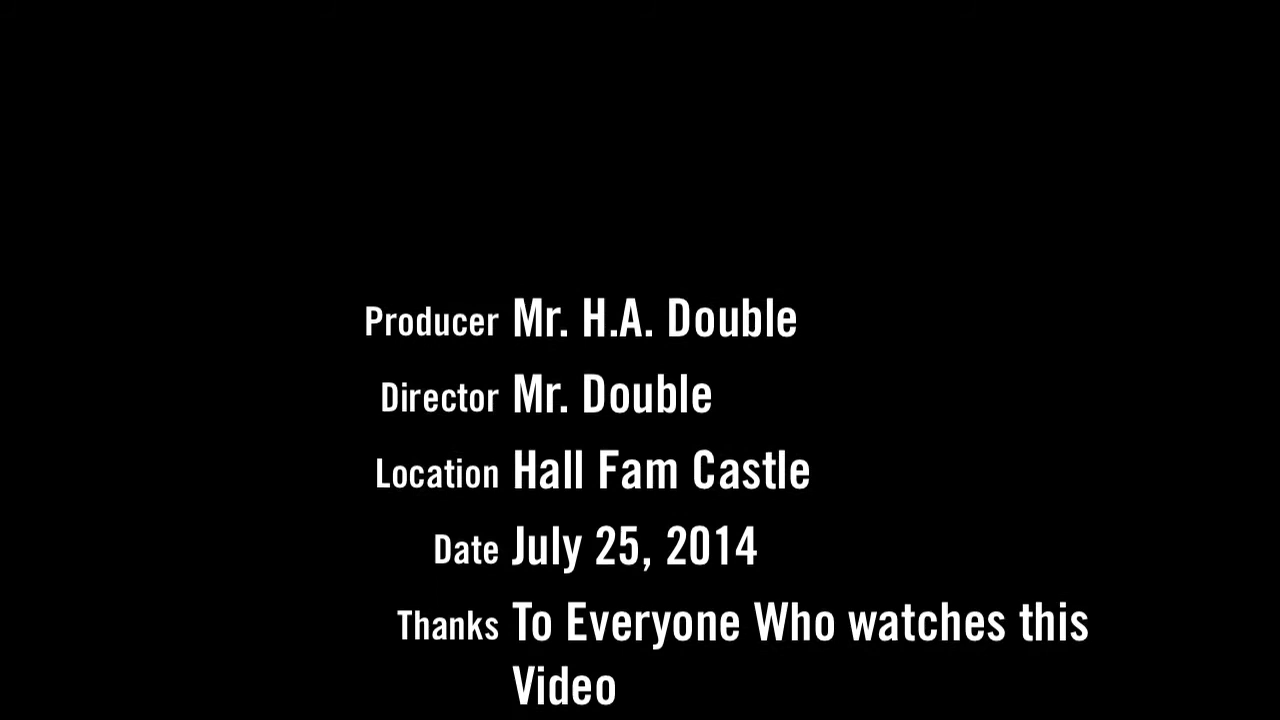 Producer Mr. H.A. Double
Director Mr. Double
Location Hall Fam Castle
Date July 25, 2014
Thanks To Everyone Who watches this
Video